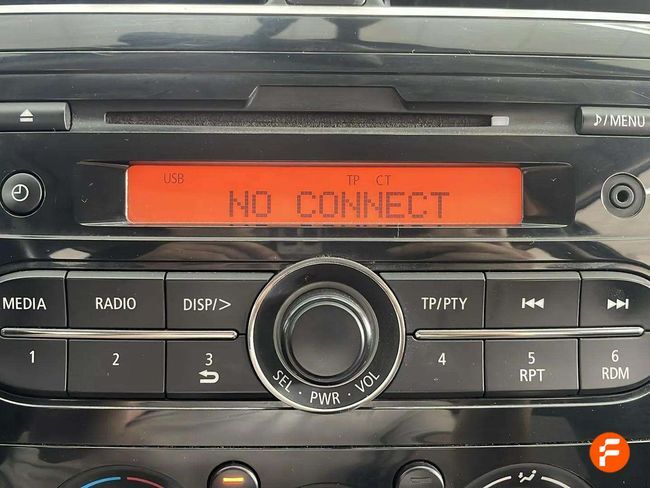 ♪/MENU
USB TP CT
NO CONNECT
MEDIA RADIO DISP/> TP/PTY
1 2 3 4 5 6
RPT RDM
SEL · PWR · VOL